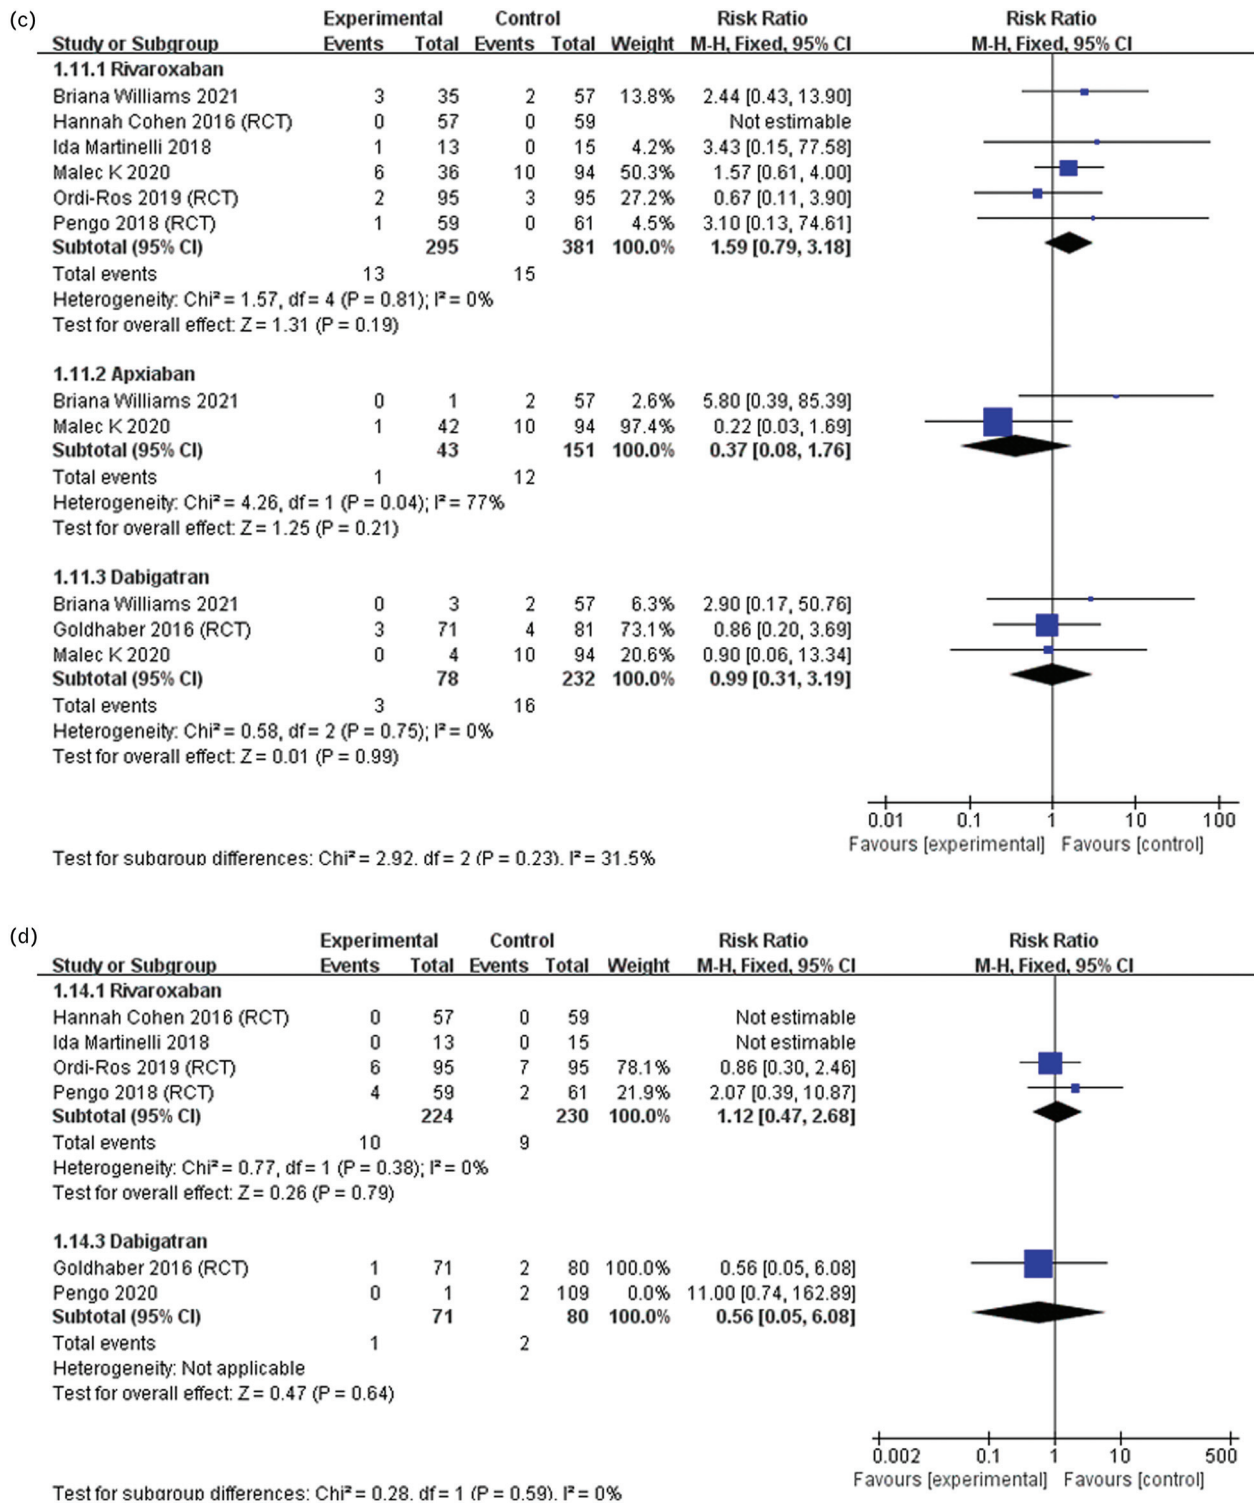 (c)
Experimental Control Risk Ratio Risk Ratio
Study or Subgroup Events Total Events Total Weight M-H, Fixed, 95% CI M-H, Fixed, 95% CI
1.11.1 Rivaroxaban
Briana Williams 2021 3 35 2 57 13.8% 2.44 [0.43, 13.90]
Hannah Cohen 2016 (RCT) 0 57 0 59 Not estimable
Ida Martinelli 2018 1 13 0 15 4.2% 3.43 [0.15, 77.58]
Malec K 2020 6 36 10 94 50.3% 1.57 [0.61, 4.00]
Ordi-Ros 2019 (RCT) 2 95 3 95 27.2% 0.67 [0.11, 3.90]
Pengo 2018 (RCT) 1 59 0 61 4.5% 3.10 [0.13, 74.61]
Subtotal (95% CI) 295 381 100.0% 1.59 [0.79, 3.18]
Total events 13 15
Heterogeneity: Chi² = 1.57, df = 4 (P = 0.81); I² = 0%
Test for overall effect: Z = 1.31 (P = 0.19)
1.11.2 Apxiaban
Briana Williams 2021 0 1 2 57 2.6% 5.80 [0.39, 85.39]
Malec K 2020 1 42 10 94 97.4% 0.22 [0.03, 1.69]
Subtotal (95% CI) 43 151 100.0% 0.37 [0.08, 1.76]
Total events 1 12
Heterogeneity: Chi² = 4.26, df = 1 (P = 0.04); I² = 77%
Test for overall effect: Z = 1.25 (P = 0.21)
1.11.3 Dabigatran
Briana Williams 2021 0 3 2 57 6.3% 2.90 [0.17, 50.76]
Goldhaber 2016 (RCT) 3 71 4 81 73.1% 0.86 [0.20, 3.69]
Malec K 2020 0 4 10 94 20.6% 0.90 [0.06, 13.34]
Subtotal (95% CI) 78 232 100.0% 0.99 [0.31, 3.19]
Total events 3 16
Heterogeneity: Chi² = 0.58, df = 2 (P = 0.75); I² = 0%
Test for overall effect: Z = 0.01 (P = 0.99)
0.01 0.1 1 10 100
Favours [experimental] Favours [control]
Test for subgroup differences: Chi² = 2.92. df = 2 (P = 0.23). I² = 31.5%
(d)
Experimental Control Risk Ratio Risk Ratio
Study or Subgroup Events Total Events Total Weight M-H, Fixed, 95% CI M-H, Fixed, 95% CI
1.14.1 Rivaroxaban
Hannah Cohen 2016 (RCT) 0 57 0 59 Not estimable
Ida Martinelli 2018 0 13 0 15 Not estimable
Ordi-Ros 2019 (RCT) 6 95 7 95 78.1% 0.86 [0.30, 2.46]
Pengo 2018 (RCT) 4 59 2 61 21.9% 2.07 [0.39, 10.87]
Subtotal (95% CI) 224 230 100.0% 1.12 [0.47, 2.68]
Total events 10 9
Heterogeneity: Chi² = 0.77, df = 1 (P = 0.38); I² = 0%
Test for overall effect: Z = 0.26 (P = 0.79)
1.14.3 Dabigatran
Goldhaber 2016 (RCT) 1 71 2 80 100.0% 0.56 [0.05, 6.08]
Pengo 2020 0 1 2 109 0.0% 11.00 [0.74, 162.89]
Subtotal (95% CI) 71 80 100.0% 0.56 [0.05, 6.08]
Total events 1 2
Heterogeneity: Not applicable
Test for overall effect: Z = 0.47 (P = 0.64)
0.002 0.1 1 10 500
Favours [experimental] Favours [control]
Test for subgroup differences: Chi² = 0.28. df = 1 (P = 0.59). I² = 0%